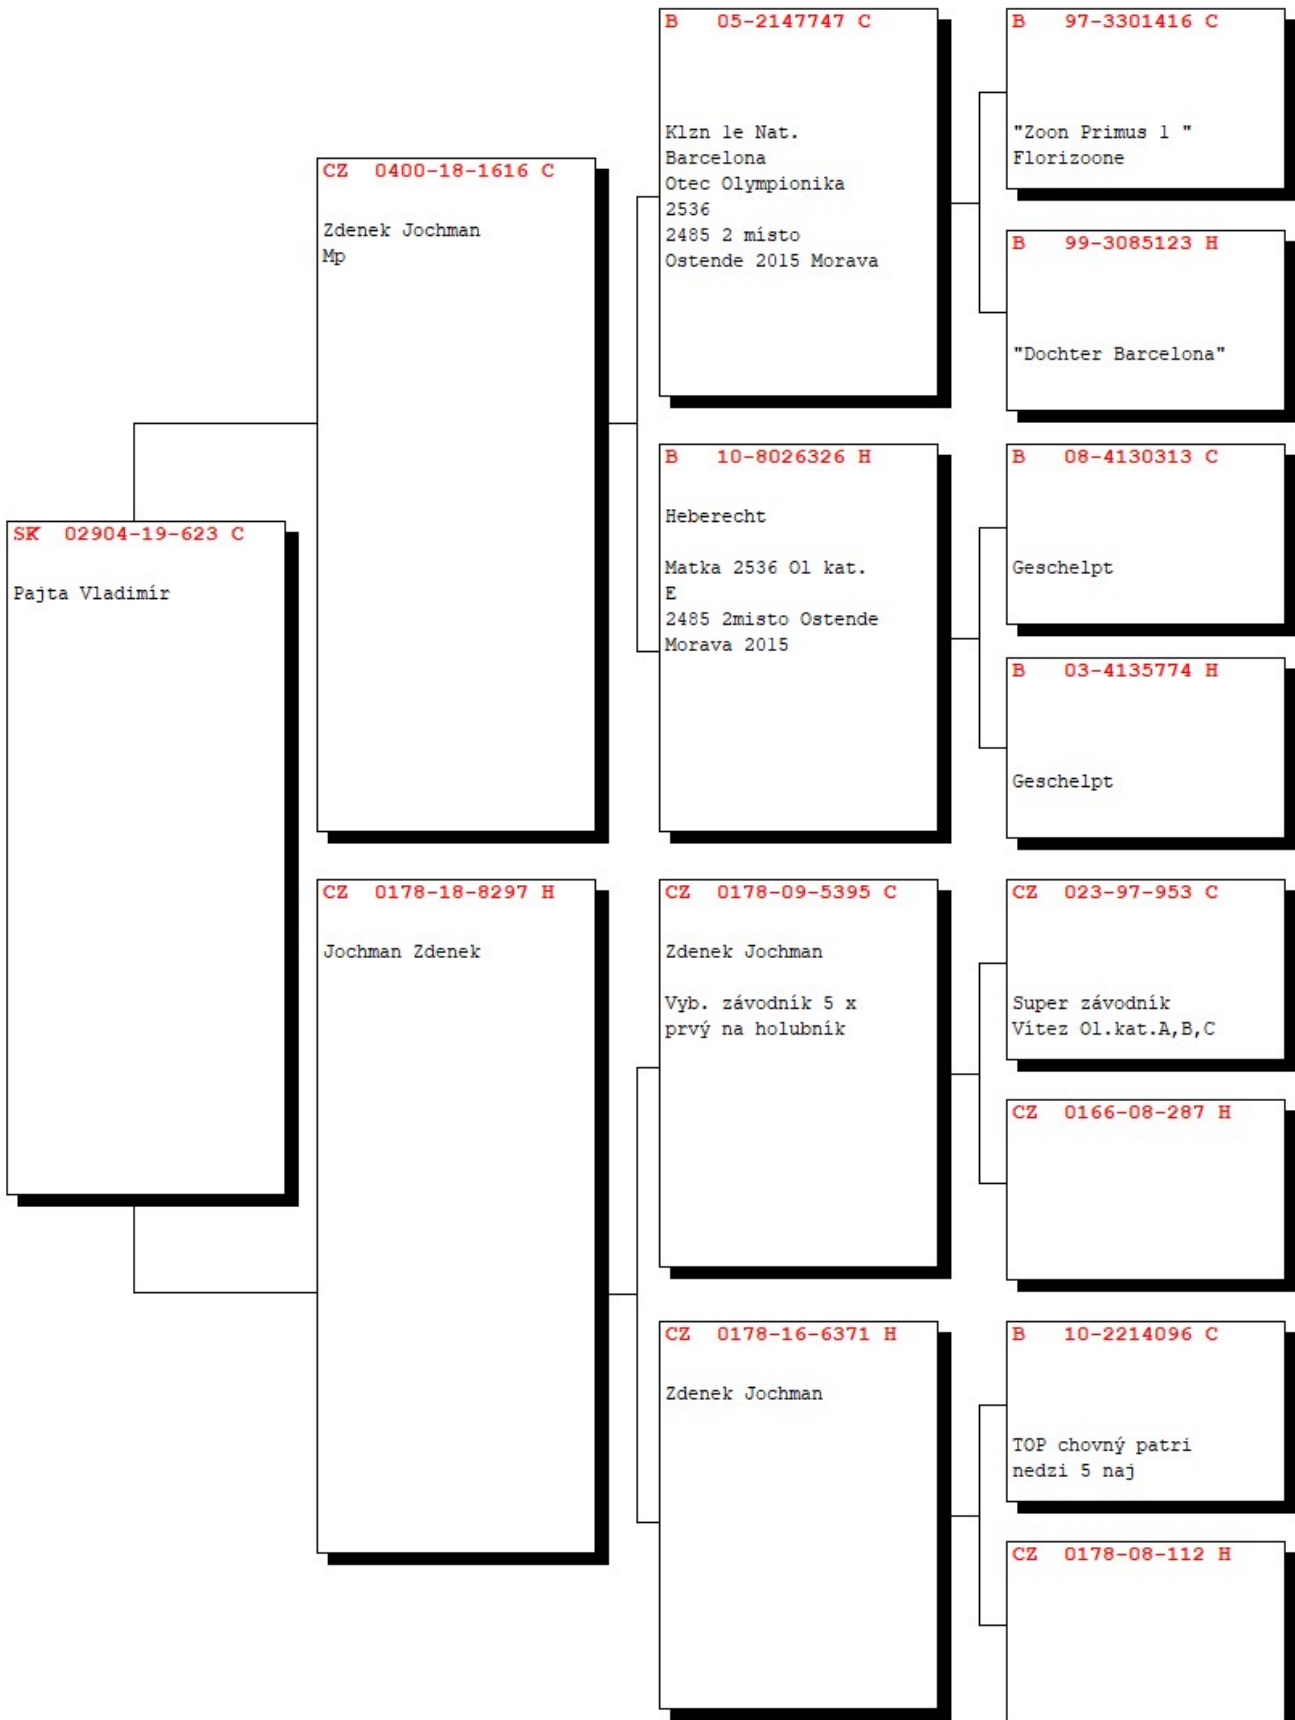 SK 02904-19-623 C
Pajta Vladimír
CZ 0400-18-1616 C
Zdenek Jochman
Mp
CZ 0178-18-8297 H
Jochman Zdenek
B 05-2147747 C
Klzn 1e Nat.
Barcelona
Otec Olympionika
2536
2485 2 místo
Ostende 2015 Morava
B 10-8026326 H
Heberecht
Matka 2536 Ol kat.
E
2485 2misto Ostende
Morava 2015
CZ 0178-09-5395 C
Zdenek Jochman
Vyb. závodník 5 x
prvý na holubník
CZ 0178-16-6371 H
Zdenek Jochman
B 97-3301416 C
"Zoon Primus 1 "
Florizoone
B 99-3085123 H
"Dochter Barcelona"
B 08-4130313 C
Geschelpt
B 03-4135774 H
Geschelpt
CZ 023-97-953 C
Super závodník
Vítez Ol.kat.A,B,C
CZ 0166-08-287 H
B 10-2214096 C
TOP chovný patri
nedzi 5 naj
CZ 0178-08-112 H